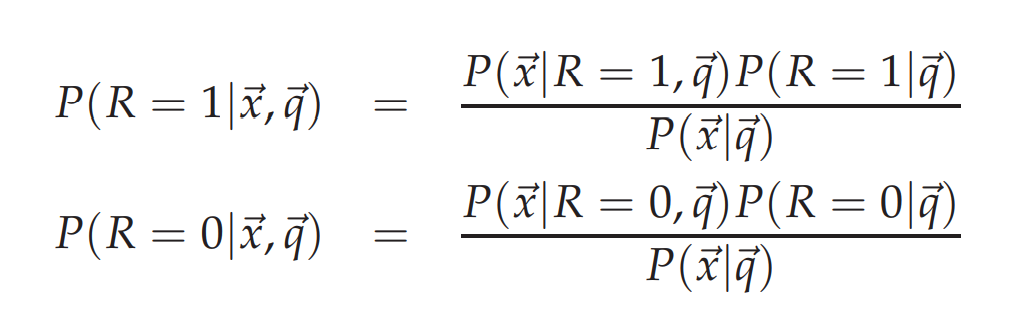 P(R = 1|x⃗, q⃗) = P(x⃗|R = 1, q⃗)P(R = 1|q⃗) / P(x⃗|q⃗)
P(R = 0|x⃗, q⃗) = P(x⃗|R = 0, q⃗)P(R = 0|q⃗) / P(x⃗|q⃗)